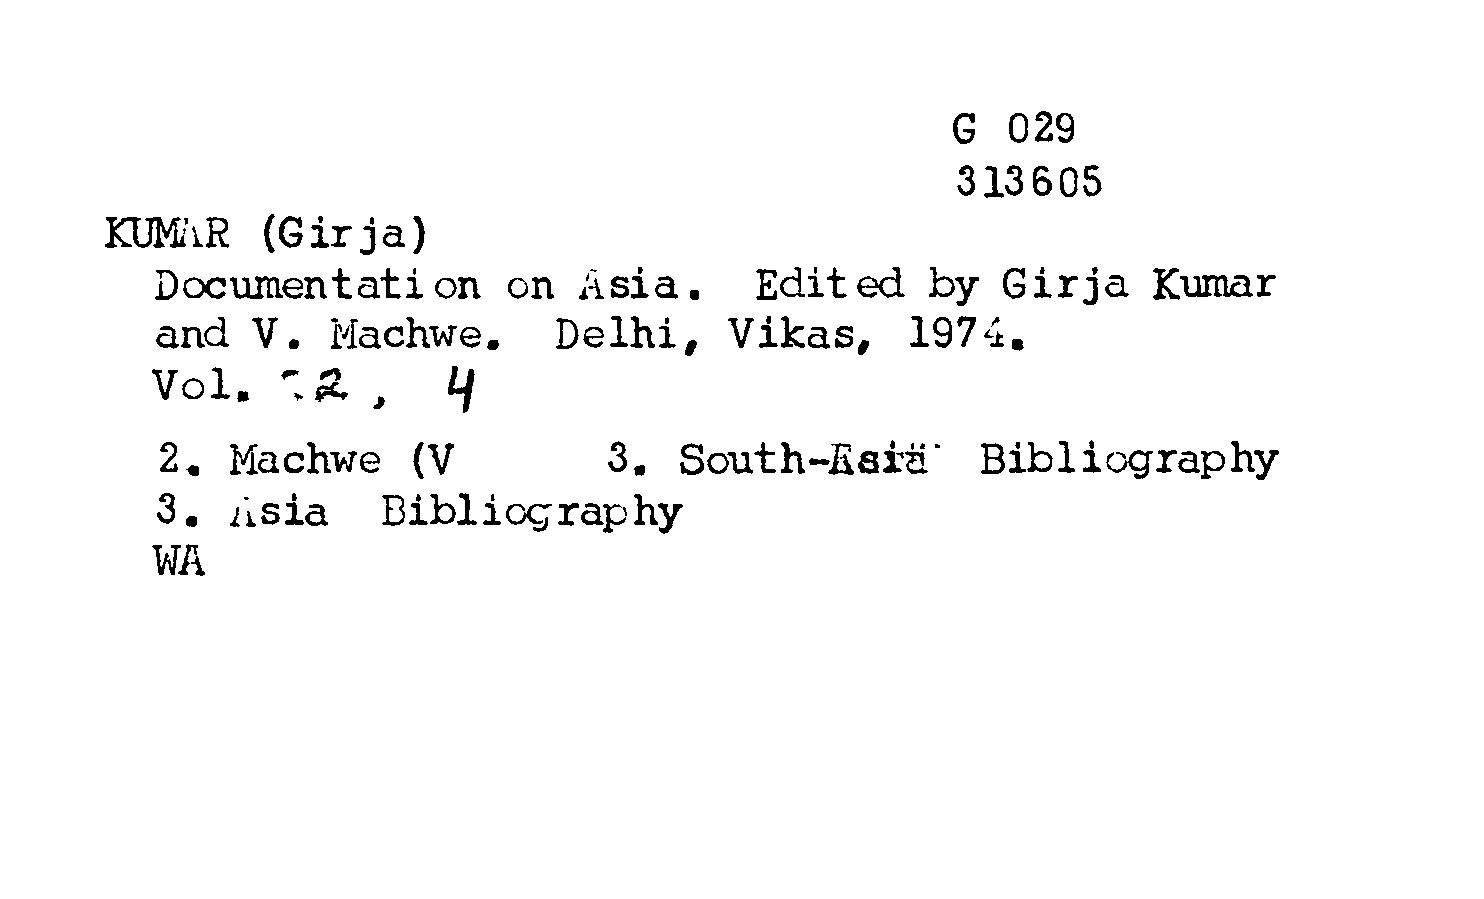 G 029
313605
KUMAR (Girja)
Documentation on Asia. Edited by Girja Kumar
and V. Machwe. Delhi, Vikas, 1974.
Vol. 2, 4
2. Machwe (V 3. South-Asia Bibliography
3. Asia Bibliography
WA